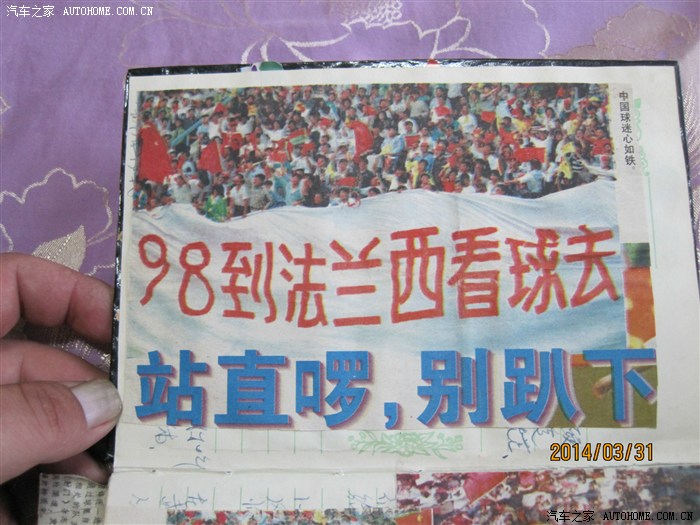 汽车之家 AUTOHOME.COM.CN
中国球迷心如铁。
98到法兰西看球去
站直啰，别趴下
2014/03/31
汽车之家 AUTOHOME.COM.CN